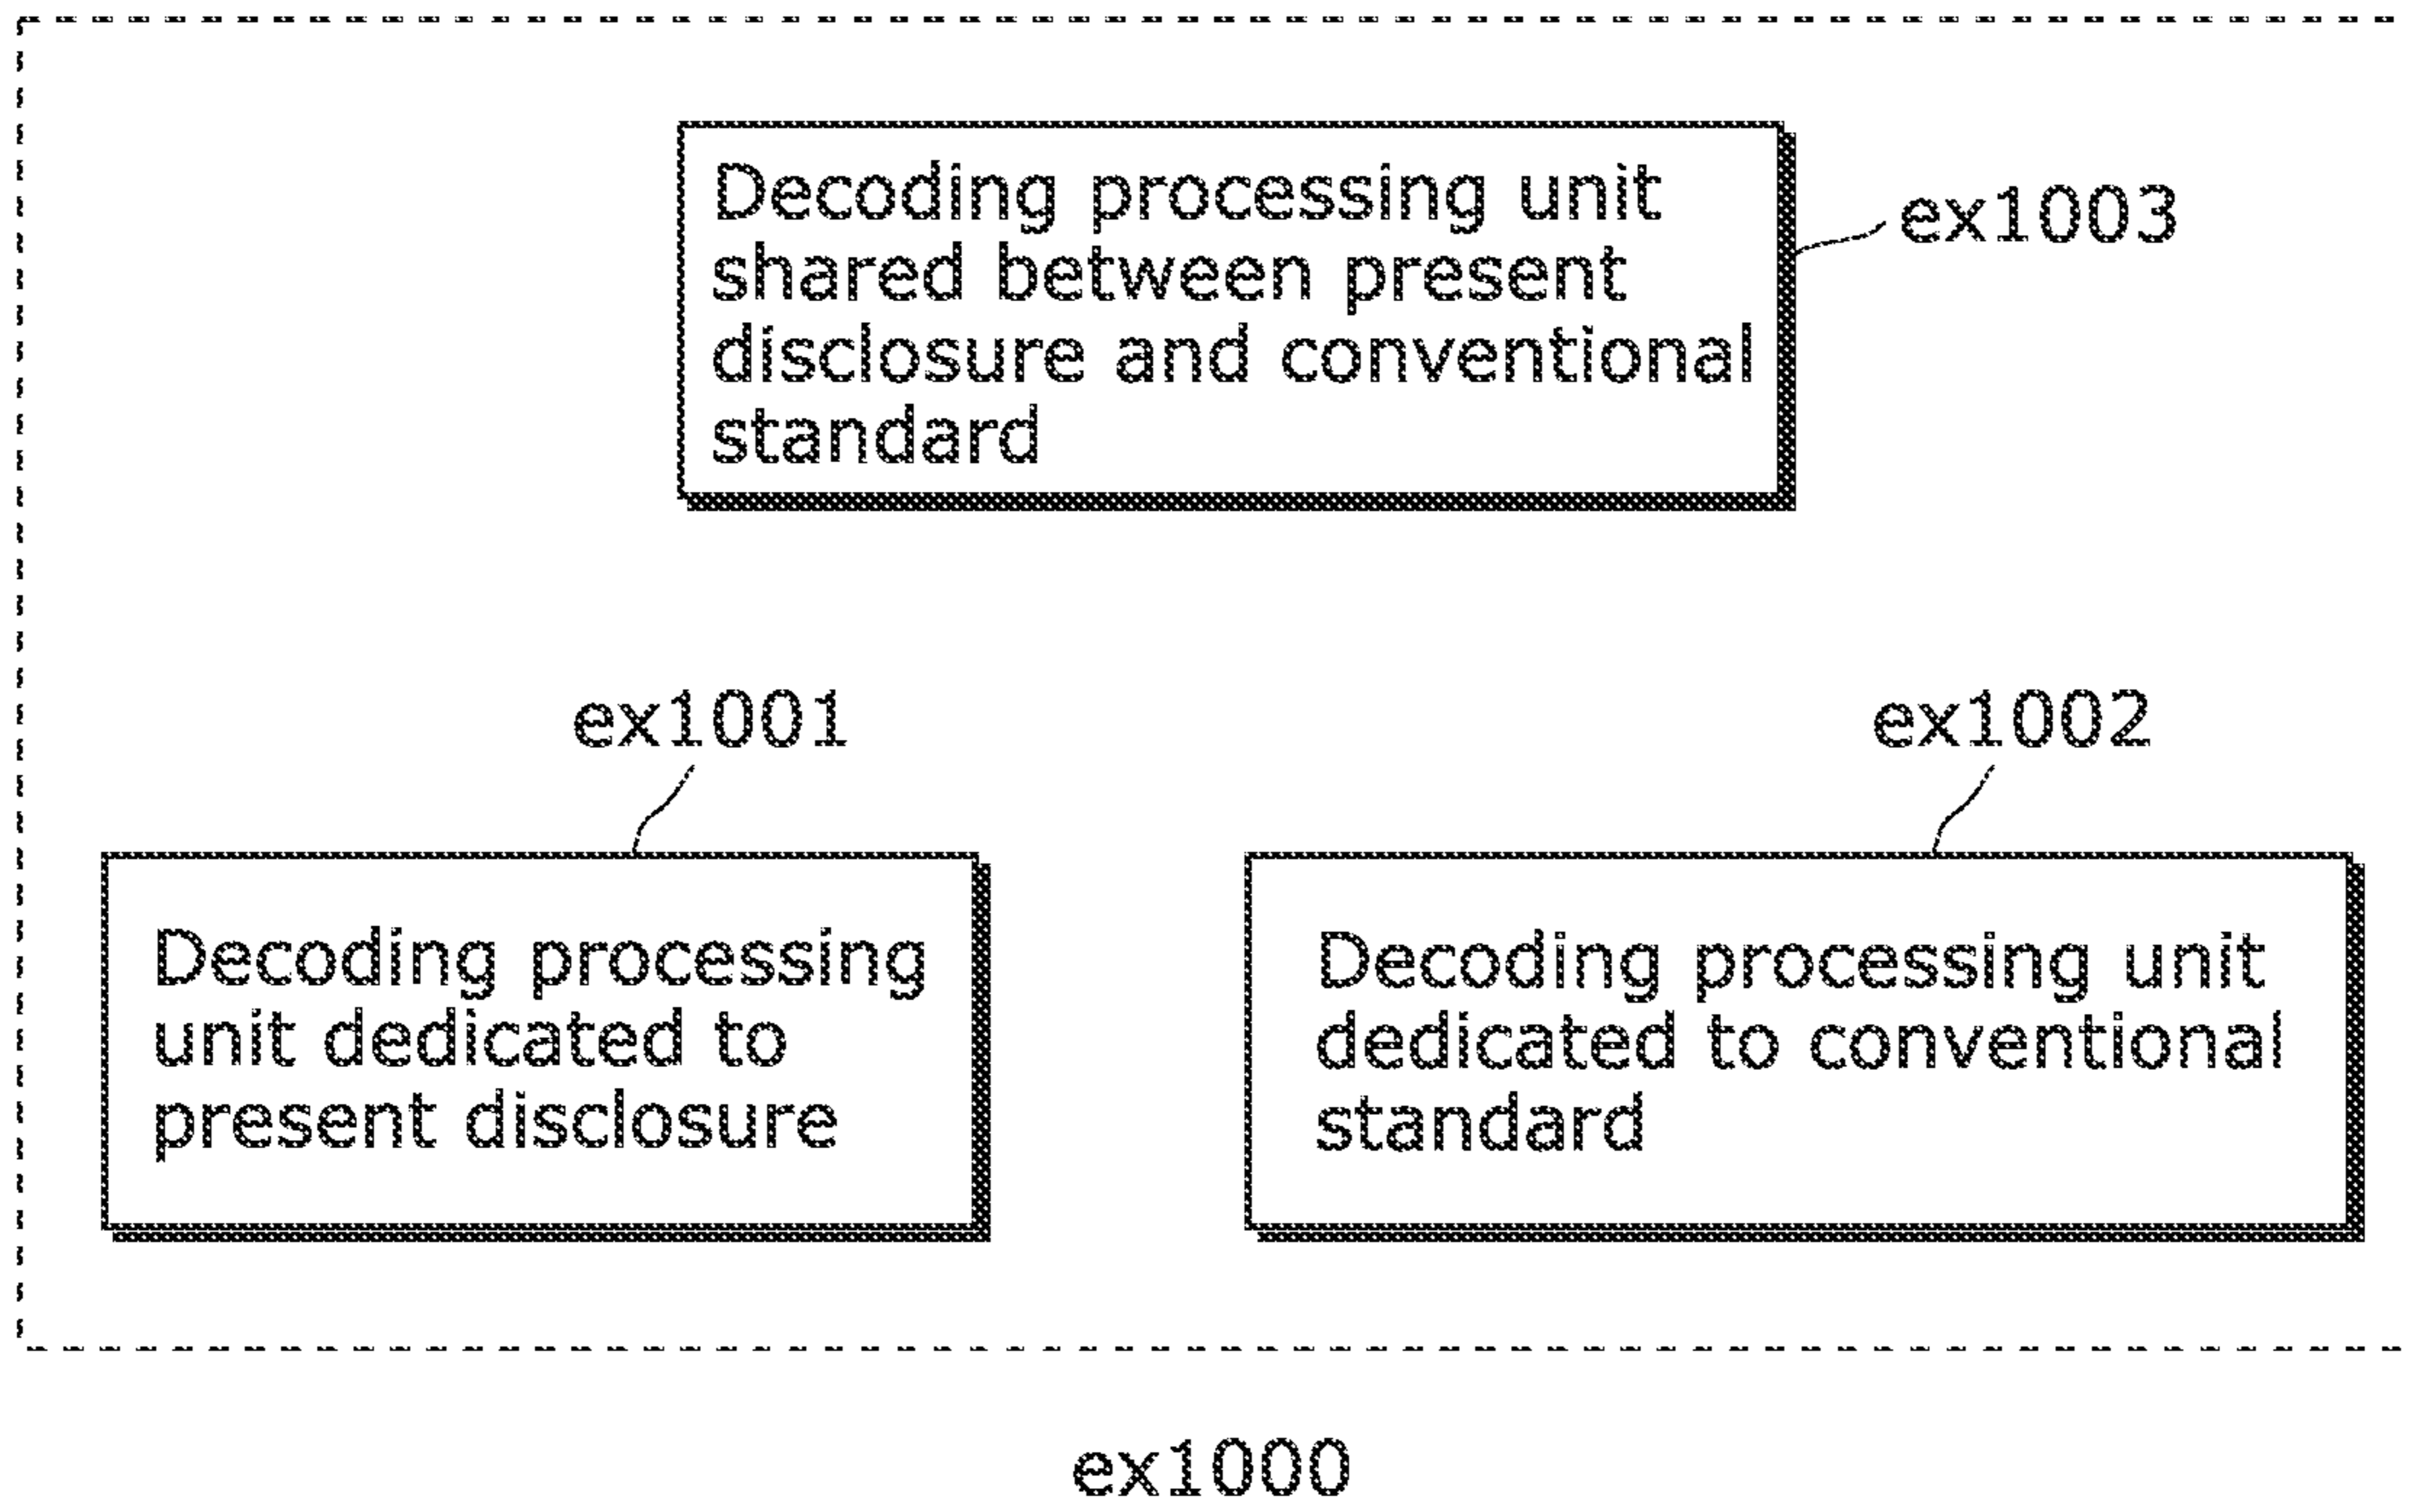 Decoding processing unit
shared between present
disclosure and conventional
standard
ex1003
ex1001
ex1002
Decoding processing
unit dedicated to
present disclosure
Decoding processing unit
dedicated to conventional
standard
ex1000